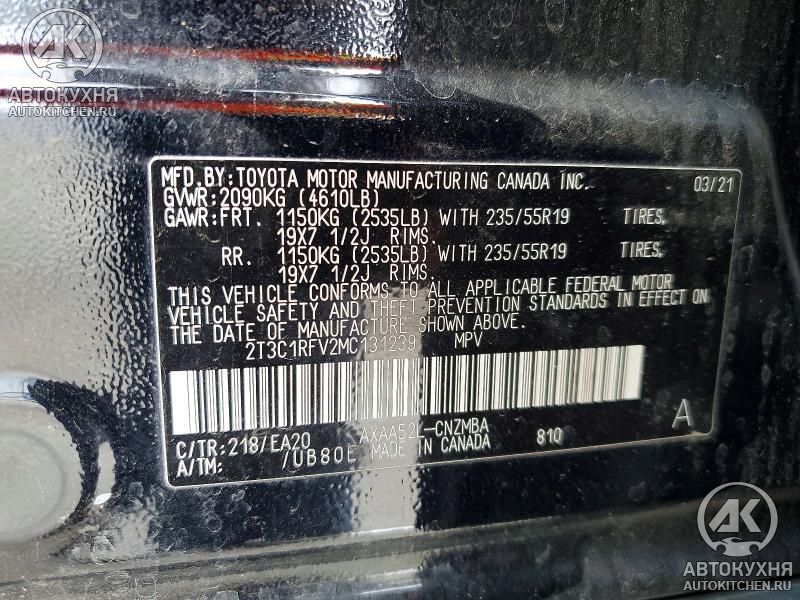 AK
АВТОКУХНЯ
AUTOKITCHEN.RU
MFD.BY:TOYOTA MOTOR MANUFACTURING CANADA INC. 03/21
GVWR:2090KG (4610LB)
GAWR:FRT. 1150KG (2535LB) WITH 235/55R19 TIRES,
19X7 1/2J RIMS.
RR. 1150KG (2535LB) WITH 235/55R19 TIRES,
19X7 1/2J RIMS.
THIS VEHICLE CONFORMS TO ALL APPLICABLE FEDERAL MOTOR
VEHICLE SAFETY AND THEFT PREVENTION STANDARDS IN EFFECT ON
THE DATE OF MANUFACTURE SHOWN ABOVE.
2T3C1RFV2MC131239 MPV
A
C/TR:218/EA20 AXAA52L-CNZMBA
A/TM: /UB80E MADE IN CANADA 810
AK
АВТОКУХНЯ
AUTOKITCHEN.RU